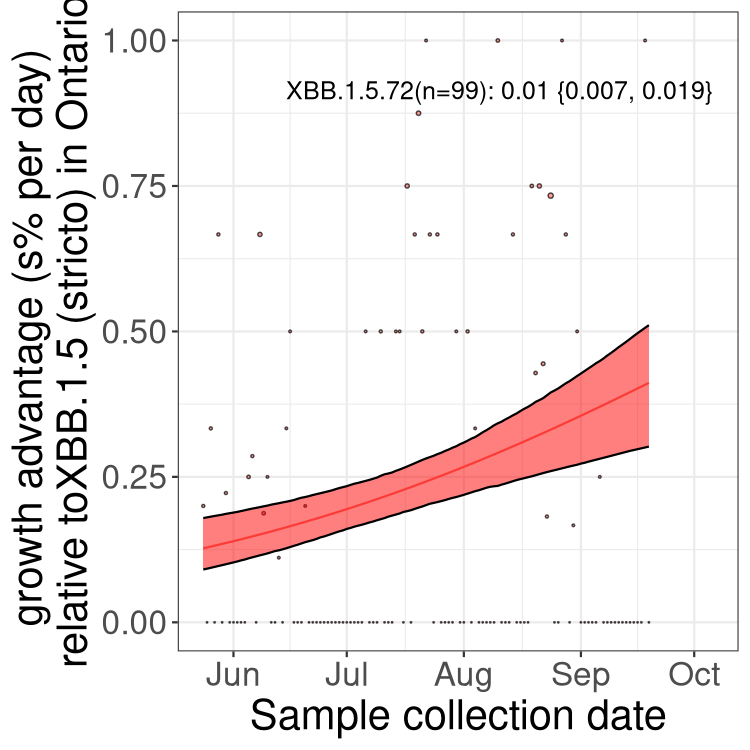 growth advantage (s% per day)
relative toXBB.1.5 (stricto) in Ontario
1.00
0.75
0.50
0.25
0.00
XBB.1.5.72(n=99): 0.01 {0.007, 0.019}
Jun Jul Aug Sep Oct
Sample collection date